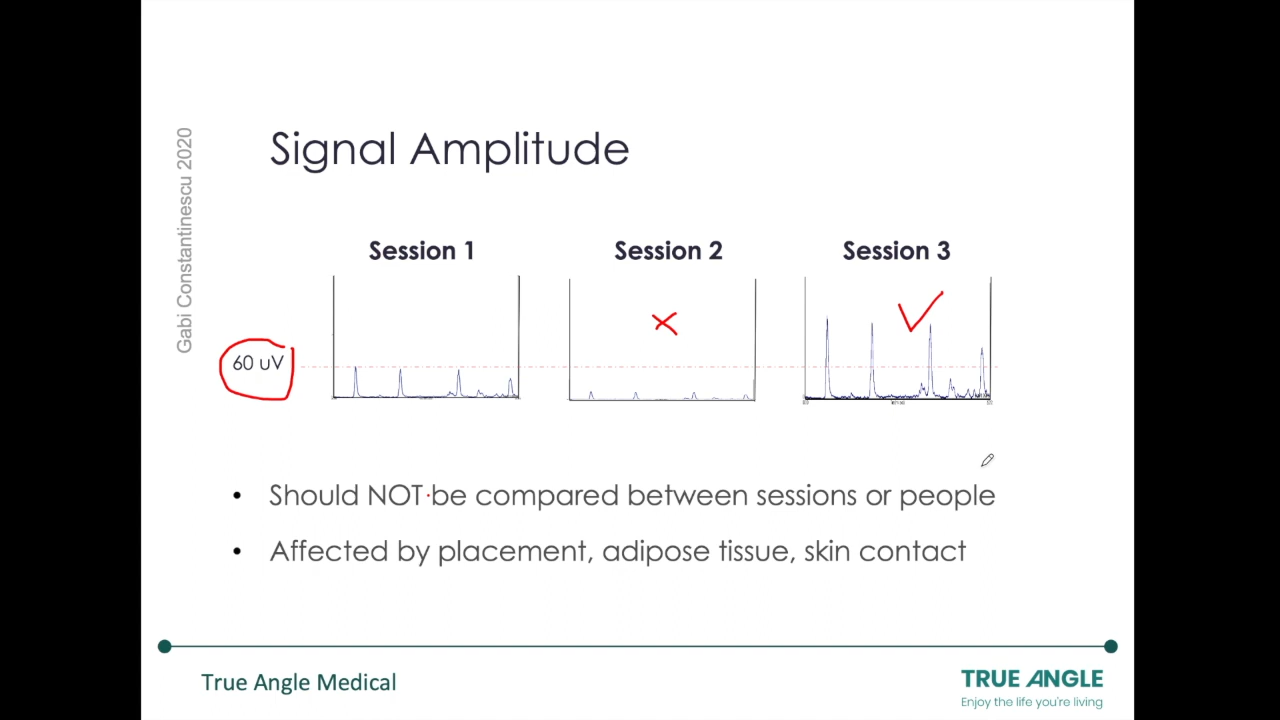 Gabi Constantinescu 2020
Signal Amplitude
Session 1
Session 2
Session 3
60 uV
• Should NOT be compared between sessions or people
• Affected by placement, adipose tissue, skin contact
True Angle Medical
TRUE ANGLE
Enjoy the life you're living